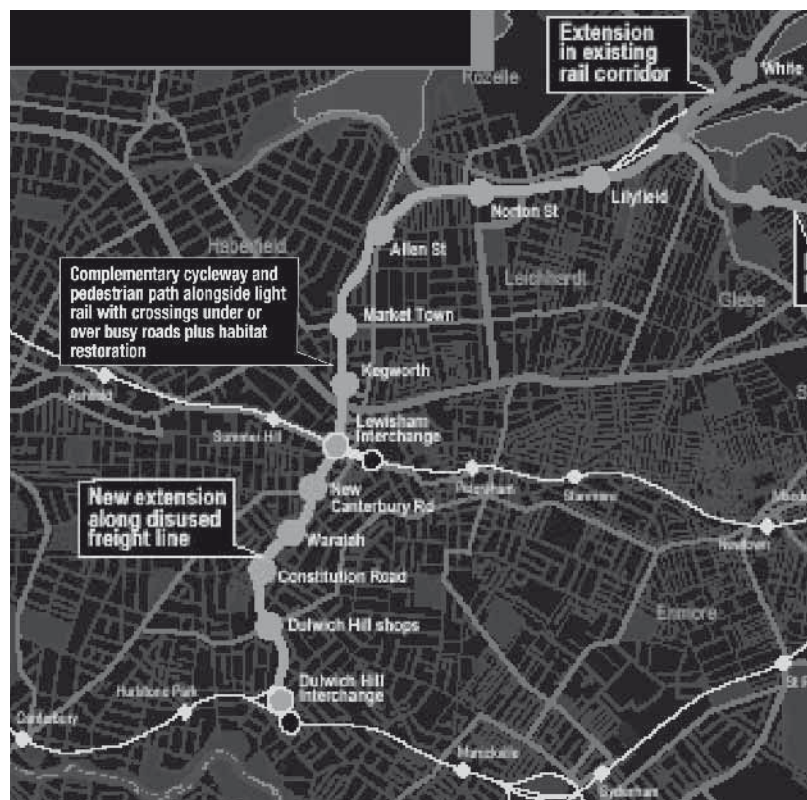 Extension
in existing
rail corridor
Rozelle
White
Lilyfield
Norton St
Allen St
Haberfield
Leichhardt
Glebe
Complementary cycleway and
pedestrian path alongside light
rail with crossings under or
over busy roads plus habitat
restoration
Market Town
Kegworth
Ashfield
Summer Hill
Lewisham
Interchange
Petersham
Stanmore
Newtown
New extension
along disused
freight line
New
Canterbury Rd
Waratah
Constitution Road
Enmore
Dulwich Hill shops
Dulwich Hill
Interchange
Hurlstone Park
Canterbury
St
Marrickville
Sydenham